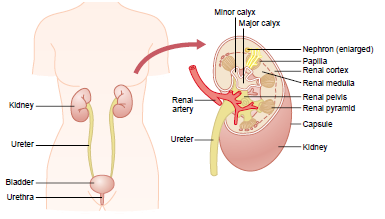 Minor calyx
Major calyx
Nephron (enlarged)
Papilla
Renal cortex
Renal medulla
Renal pelvis
Renal pyramid
Capsule
Kidney
Renal
artery
Ureter
Kidney
Ureter
Bladder
Urethra